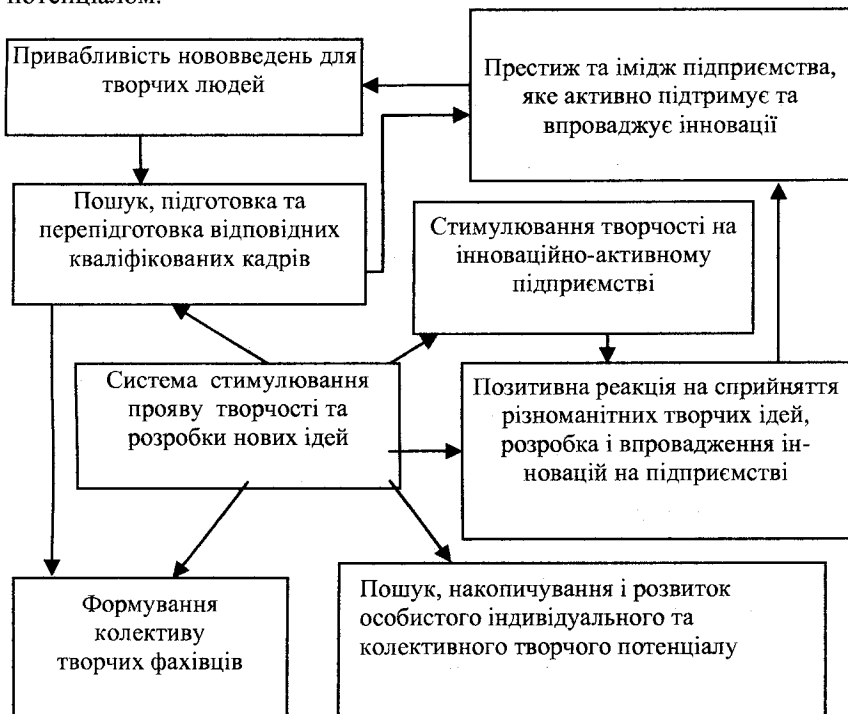 потенціалом.
Привабливість нововведень для
творчих людей
Престиж та імідж підприємства,
яке активно підтримує та
впроваджує інновації
Пошук, підготовка та
перепідготовка відповідних
кваліфікованих кадрів
Стимулювання творчості на
інноваційно-активному
підприємстві
Система стимулювання
прояву творчості та
розробки нових ідей
Позитивна реакція на сприйняття
різноманітних творчих ідей,
розробка і впровадження ін-
новацій на підприємстві
Формування
колективу
творчих фахівців
Пошук, накопичування і розвиток
особистого індивідуального та
колективного творчого потенціалу